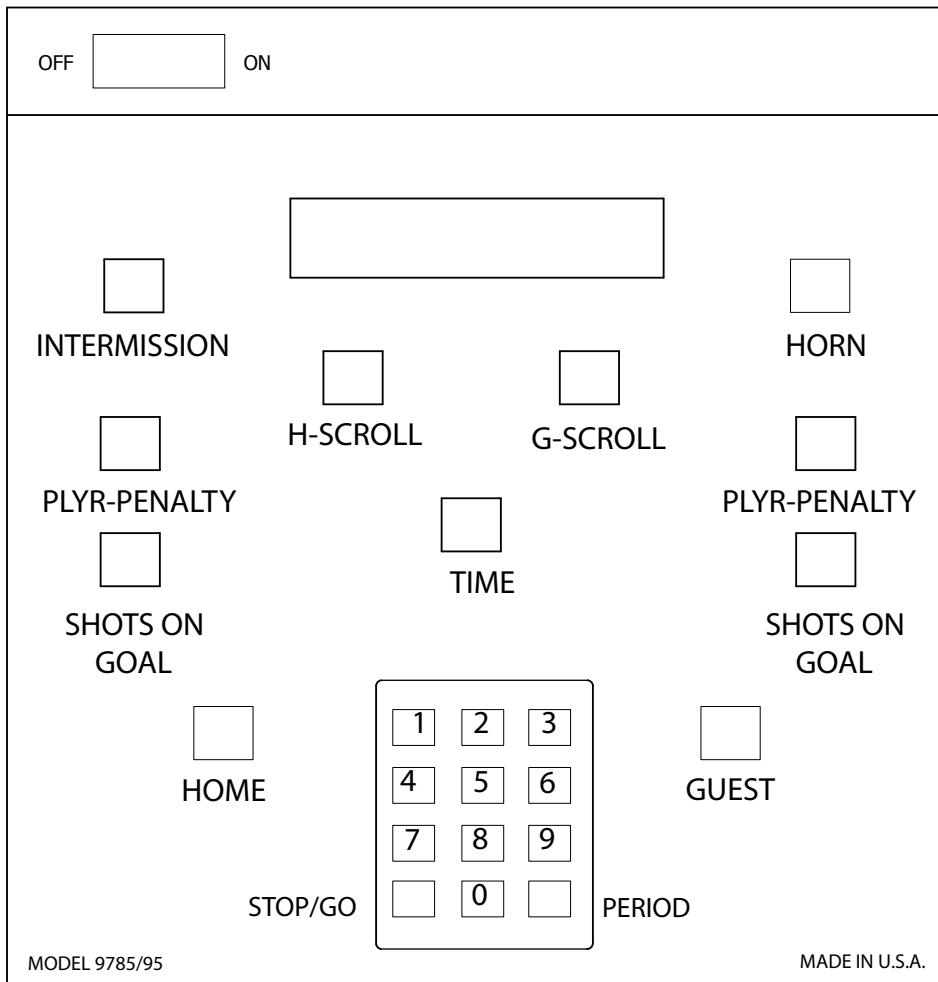 OFF ON
INTERMISSION HORN
H-SCROLL G-SCROLL
PLYR-PENALTY PLYR-PENALTY
TIME
SHOTS ON SHOTS ON
GOAL GOAL
1 2 3
HOME GUEST
4 5 6
7 8 9
STOP/GO 0 PERIOD
MODEL 9785/95 MADE IN U.S.A.